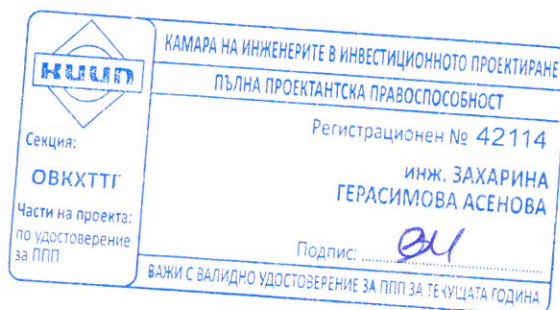 КИИП
Секция:
ОВКХТТГ
Части на проекта:
по удостоверение
за ППП
КАМАРА НА ИНЖЕНЕРИТЕ В ИНВЕСТИЦИОННОТО ПРОЕКТИРАНЕ
ПЪЛНА ПРОЕКТАНТСКА ПРАВОСПОСОБНОСТ
Регистрационен № 42114
инж. ЗАХАРИНА
ГЕРАСИМОВА АСЕНОВА
Подпис:
ВАЖИ С ВАЛИДНО УДОСТОВЕРЕНИЕ ЗА ППП ЗА ТЕКУЩАТА ГОДИНА